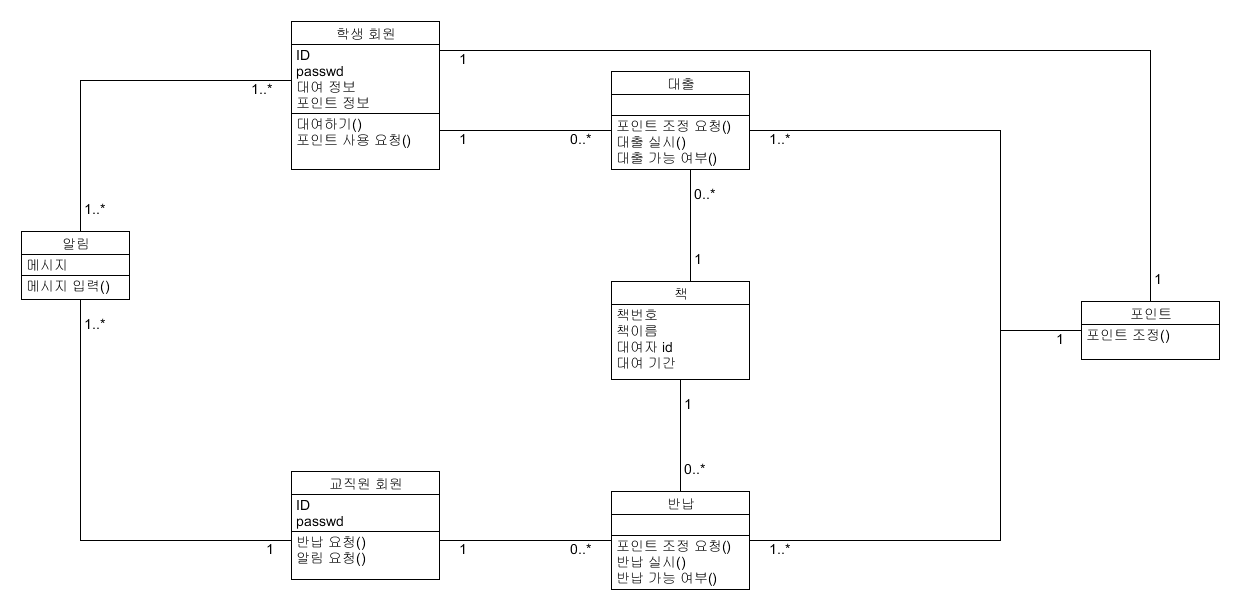 학생 회원
ID
passwd
대여 정보
포인트 정보
대여하기()
포인트 사용 요청()
1
1..*
1
0..*
대출
포인트 조정 요청()
대출 실시()
대출 가능 여부()
1..*
0..*
1..*
알림
메시지
메시지 입력()
1..*
1
책
책번호
책이름
대여자 id
대여 기간
1
0..*
1
포인트
포인트 조정()
1
교직원 회원
ID
passwd
반납 요청()
알림 요청()
1
1
0..*
반납
포인트 조정 요청()
반납 실시()
반납 가능 여부()
1..*